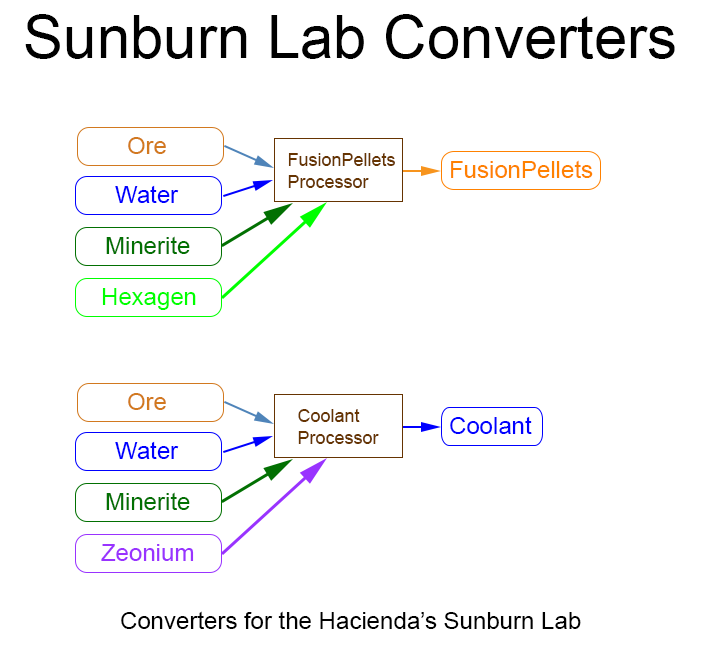 Sunburn Lab Converters
Ore
Water
Minerite
Hexagen
FusionPellets
Processor
FusionPellets
Ore
Water
Minerite
Zeonium
Coolant
Processor
Coolant
Converters for the Hacienda’s Sunburn Lab